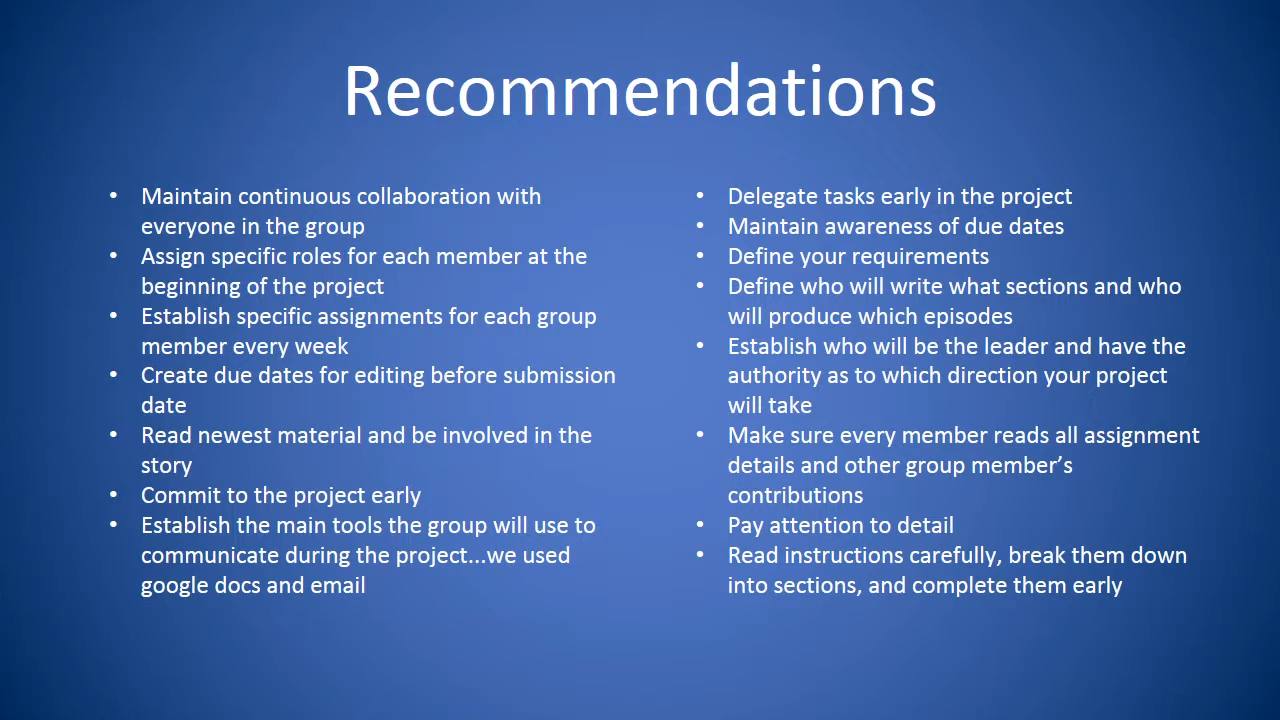 Recommendations
• Maintain continuous collaboration with
everyone in the group
• Assign specific roles for each member at the
beginning of the project
• Establish specific assignments for each group
member every week
• Create due dates for editing before submission
date
• Read newest material and be involved in the
story
• Commit to the project early
• Establish the main tools the group will use to
communicate during the project...we used
google docs and email
• Delegate tasks early in the project
• Maintain awareness of due dates
• Define your requirements
• Define who will write what sections and who
will produce which episodes
• Establish who will be the leader and have the
authority as to which direction your project
will take
• Make sure every member reads all assignment
details and other group member’s
contributions
• Pay attention to detail
• Read instructions carefully, break them down
into sections, and complete them early